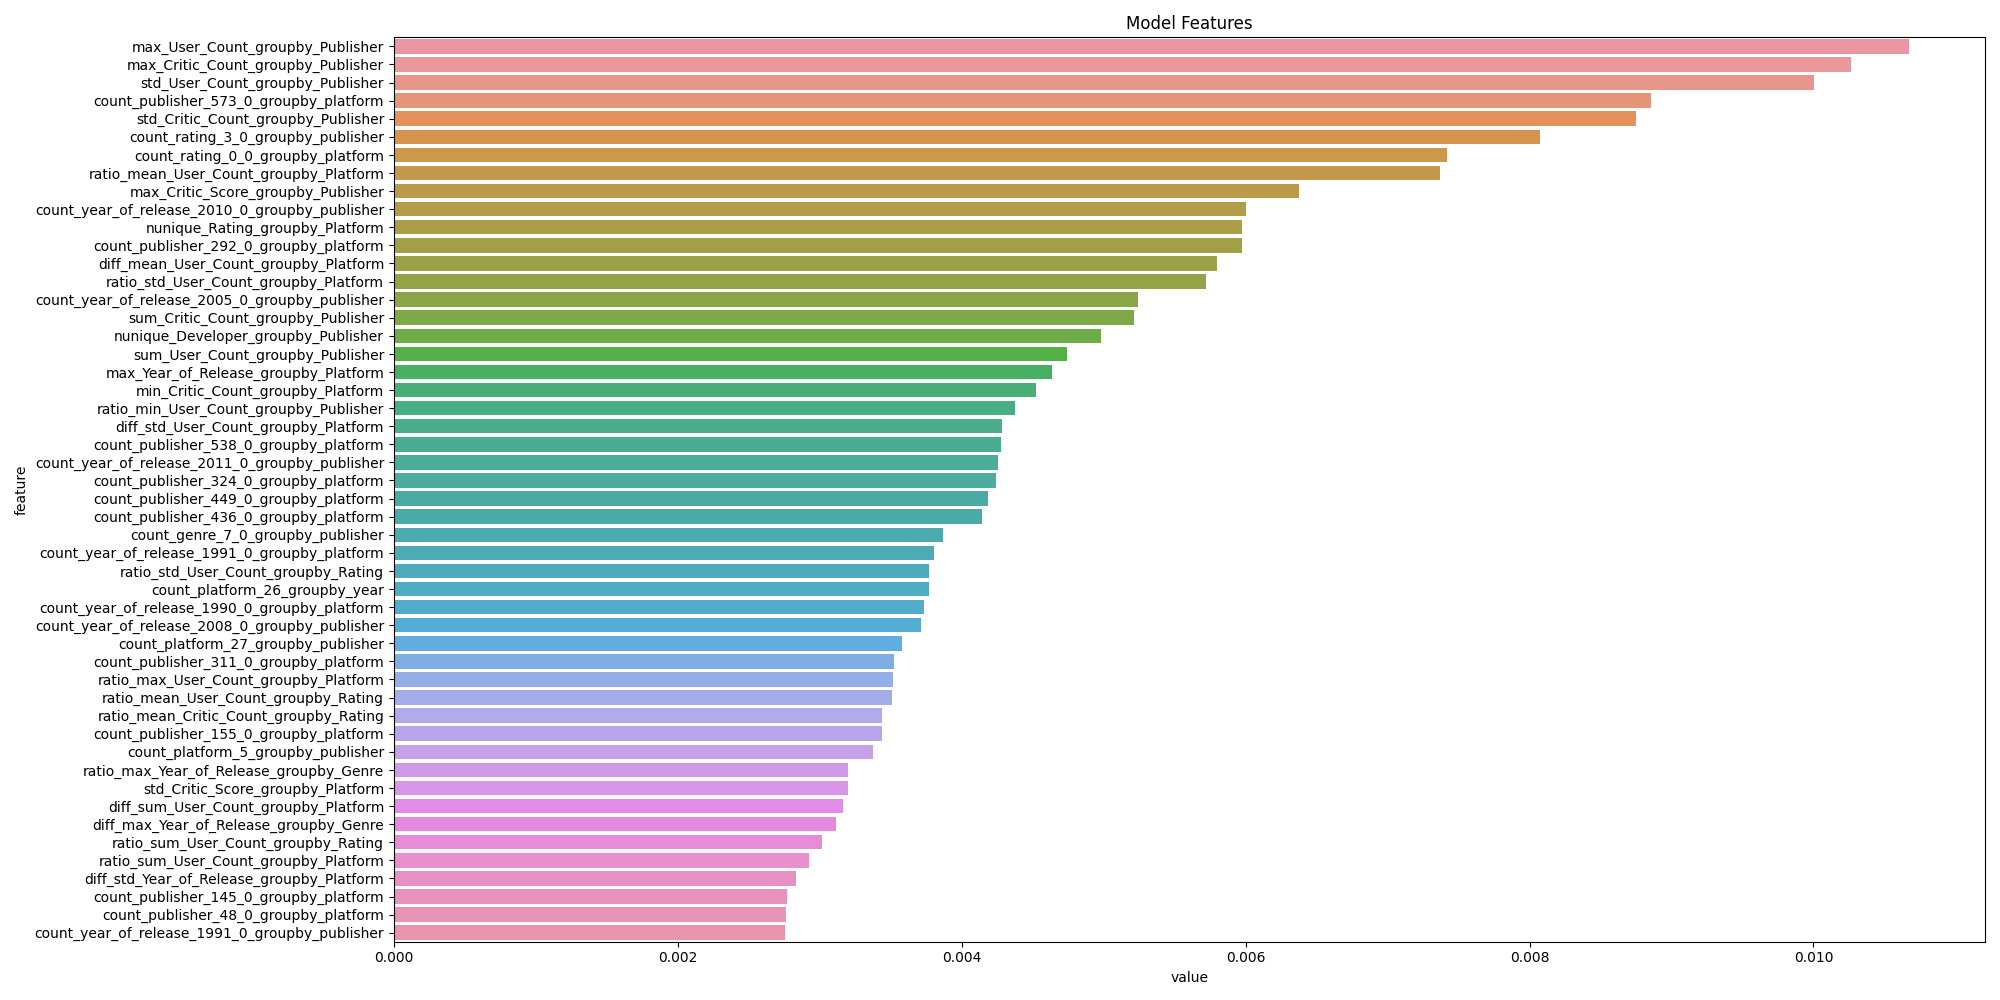 Model Features
max_User_Count_groupby_Publisher
max_Critic_Count_groupby_Publisher
std_User_Count_groupby_Publisher
count_publisher_573_0_groupby_platform
std_Critic_Count_groupby_Publisher
count_rating_3_0_groupby_publisher
count_rating_0_0_groupby_platform
ratio_mean_User_Count_groupby_Platform
max_Critic_Score_groupby_Publisher
count_year_of_release_2010_0_groupby_publisher
nunique_Rating_groupby_Platform
count_publisher_292_0_groupby_platform
diff_mean_User_Count_groupby_Platform
ratio_std_User_Count_groupby_Platform
count_year_of_release_2005_0_groupby_publisher
sum_Critic_Count_groupby_Publisher
nunique_Developer_groupby_Publisher
sum_User_Count_groupby_Publisher
max_Year_of_Release_groupby_Platform
min_Critic_Count_groupby_Platform
ratio_min_User_Count_groupby_Publisher
diff_std_User_Count_groupby_Platform
count_publisher_538_0_groupby_platform
count_year_of_release_2011_0_groupby_publisher
count_publisher_324_0_groupby_platform
count_publisher_449_0_groupby_platform
count_publisher_436_0_groupby_platform
count_genre_7_0_groupby_publisher
count_year_of_release_1991_0_groupby_platform
ratio_std_User_Count_groupby_Rating
count_platform_26_groupby_year
count_year_of_release_1990_0_groupby_platform
count_year_of_release_2008_0_groupby_publisher
count_platform_27_groupby_publisher
count_publisher_311_0_groupby_platform
ratio_max_User_Count_groupby_Platform
ratio_mean_User_Count_groupby_Rating
ratio_mean_Critic_Count_groupby_Rating
count_publisher_155_0_groupby_platform
count_platform_5_groupby_publisher
ratio_max_Year_of_Release_groupby_Genre
std_Critic_Score_groupby_Platform
diff_sum_User_Count_groupby_Platform
diff_max_Year_of_Release_groupby_Genre
ratio_sum_User_Count_groupby_Rating
ratio_sum_User_Count_groupby_Platform
diff_std_Year_of_Release_groupby_Platform
count_publisher_145_0_groupby_platform
count_publisher_48_0_groupby_platform
count_year_of_release_1991_0_groupby_publisher
feature
0.000 0.002 0.004 0.006 0.008 0.010
value